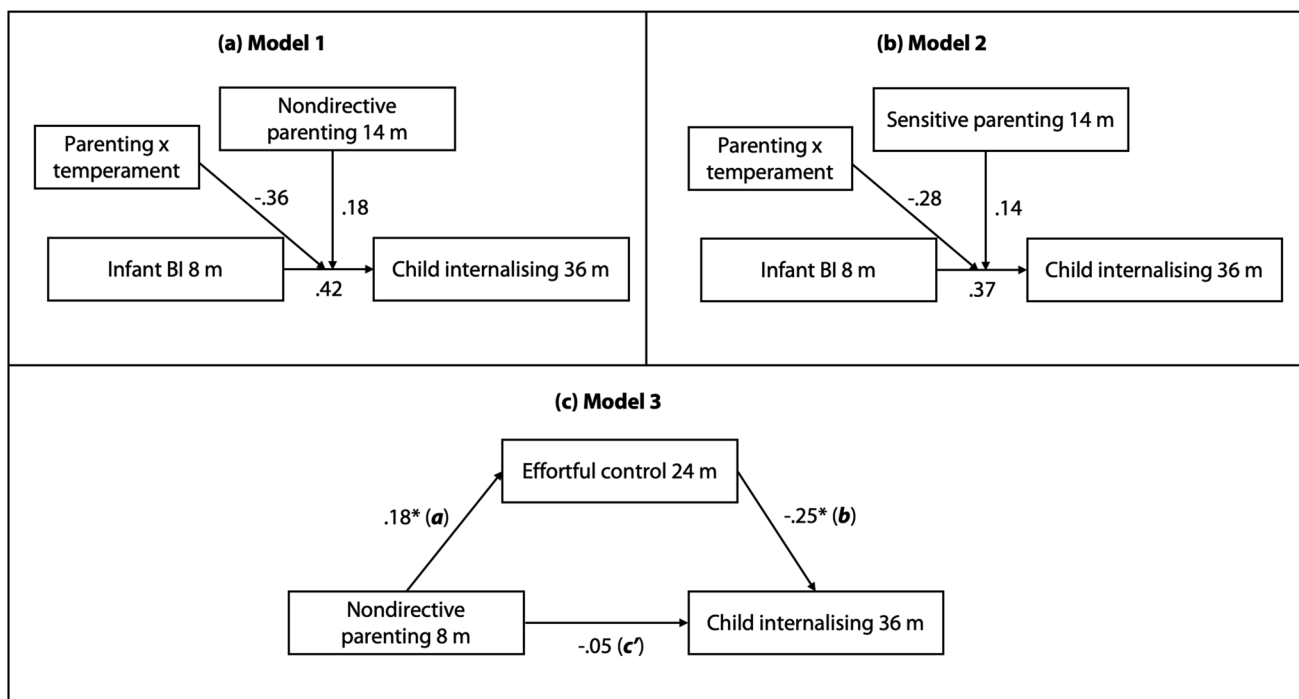 (a) Model 1
Nondirective
parenting 14 m
Parenting x
temperament
-.36
.18
Infant BI 8 m
Child internalising 36 m
.42
(b) Model 2
Sensitive parenting 14 m
Parenting x
temperament
-.28
.14
Infant BI 8 m
Child internalising 36 m
.37
(c) Model 3
Effortful control 24 m
.18* (a)
-.25* (b)
Nondirective
parenting 8 m
Child internalising 36 m
-.05 (c’)